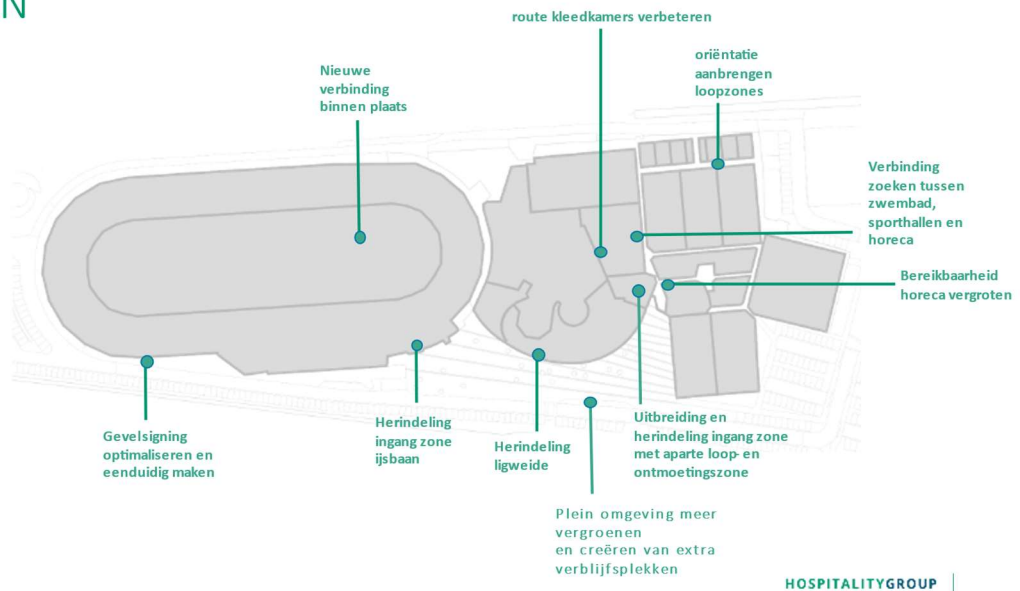 N
route kleedkamers verbeteren
oriëntatie
aanbrengen
loopzones
Nieuwe
verbinding
binnen plaats
Verbinding
zoeken tussen
zwembad,
sporthallen en
horeca
Bereikbaarheid
horeca vergroten
Gevelsigning
optimaliseren en
eenduidig maken
Herindeling
ingang zone
ijsbaan
Herindeling
ligweide
Uitbreiding en
herindeling ingang zone
met aparte loop- en
ontmoetingszone
Plein omgeving meer
vergroenen
en creëren van extra
verblijfsplekken
HOSPITALITYGROUP